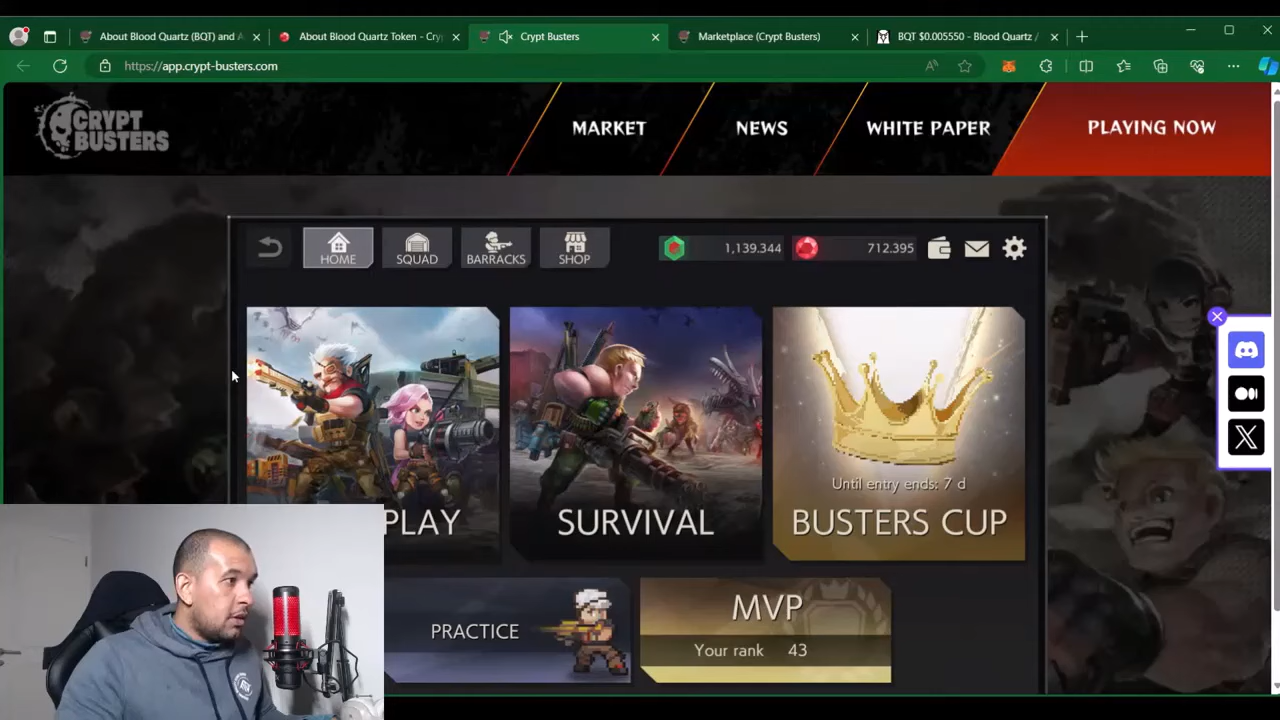 About Blood Quartz (BQT) and A
About Blood Quartz Token - Cry
Crypt Busters
Marketplace (Crypt Busters)
BQT $0.005550 - Blood Quartz /
https://app.crypt-busters.com
CRYPT
BUSTERS
MARKET
NEWS
WHITE PAPER
PLAYING NOW
HOME
SQUAD
BARRACKS
SHOP
1,139.344
712.395
PLAY
SURVIVAL
Until entry ends: 7 d
BUSTERS CUP
PRACTICE
MVP
Your rank 43